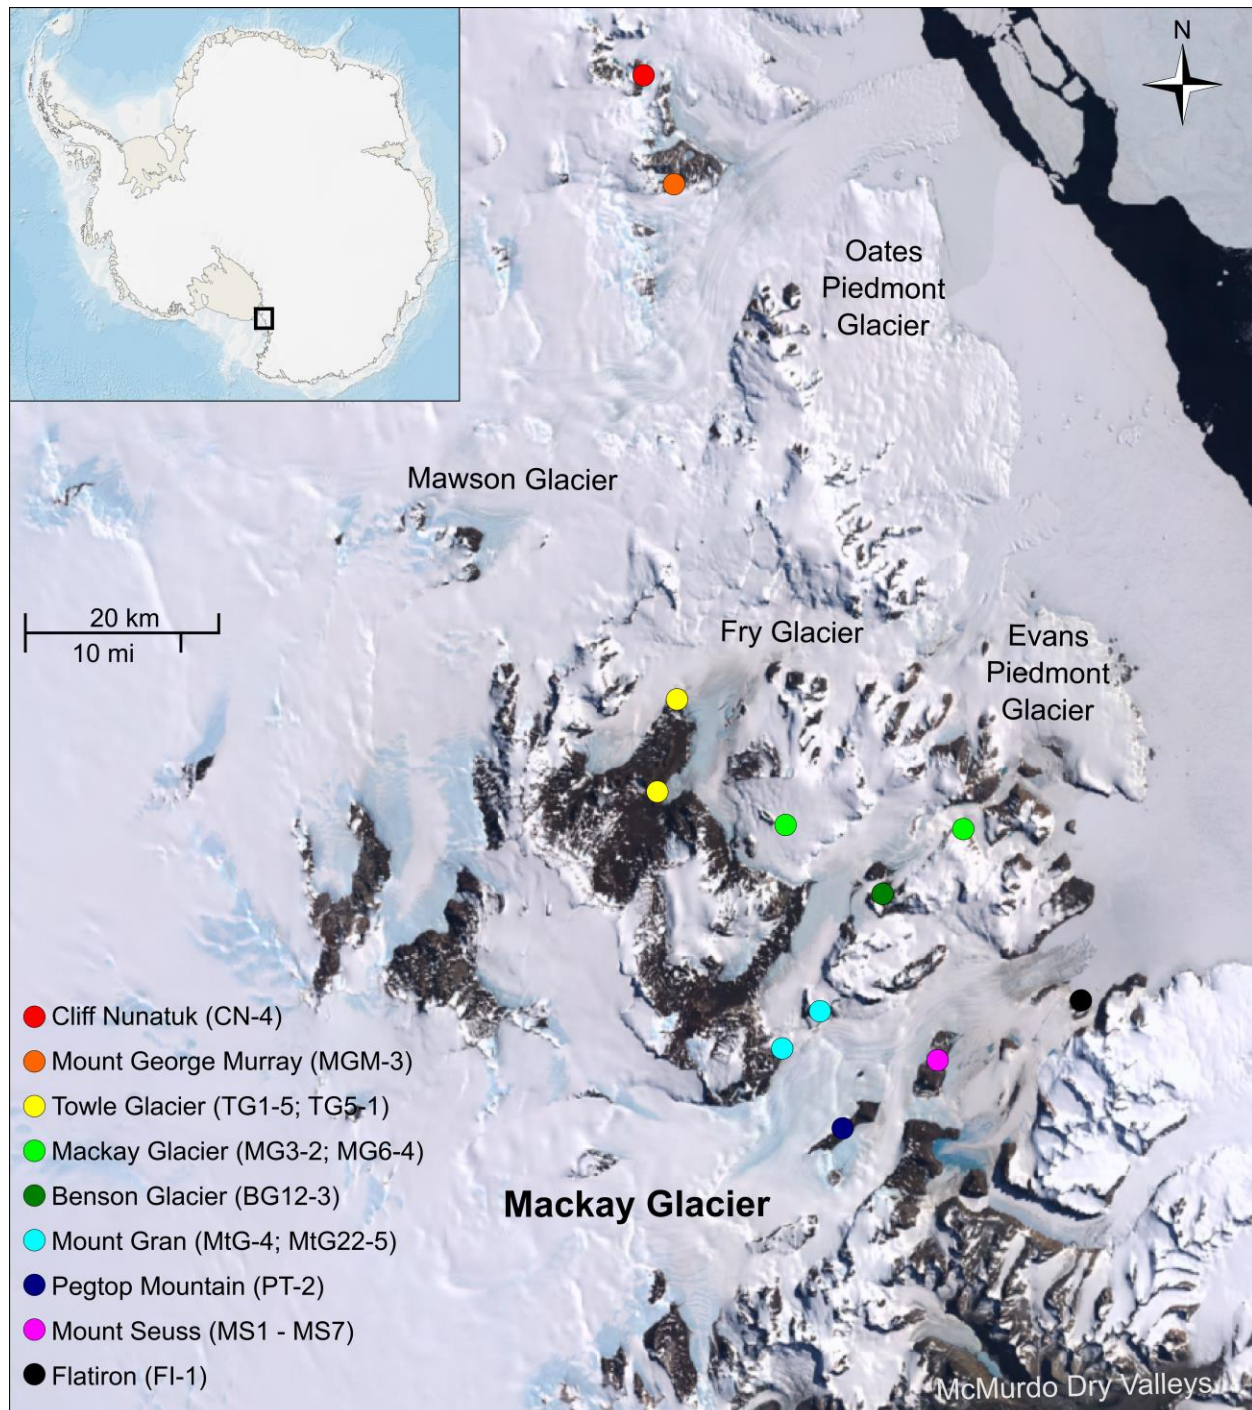 N
Oates
Piedmont
Glacier
Mawson Glacier
20 km
10 mi
Fry Glacier
Evans
Piedmont
Glacier
Cliff Nunatuk (CN-4)
Mount George Murray (MGM-3)
Towle Glacier (TG1-5; TG5-1)
Mackay Glacier (MG3-2; MG6-4)
Benson Glacier (BG12-3)
Mount Gran (MtG-4; MtG22-5)
Pegtop Mountain (PT-2)
Mount Seuss (MS1 - MS7)
Flatiron (FI-1)
Mackay Glacier
McMurdo Dry Valleys